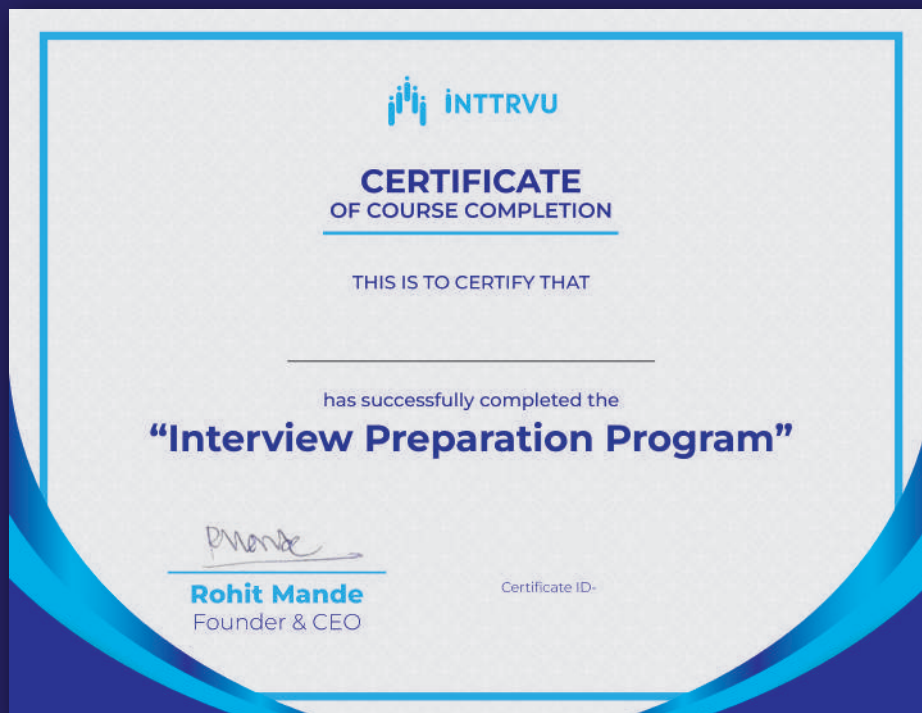 iNTTRVU
CERTIFICATE
OF COURSE COMPLETION
THIS IS TO CERTIFY THAT
has successfully completed the
“Interview Preparation Program”
RMande
Rohit Mande
Founder & CEO
Certificate ID-